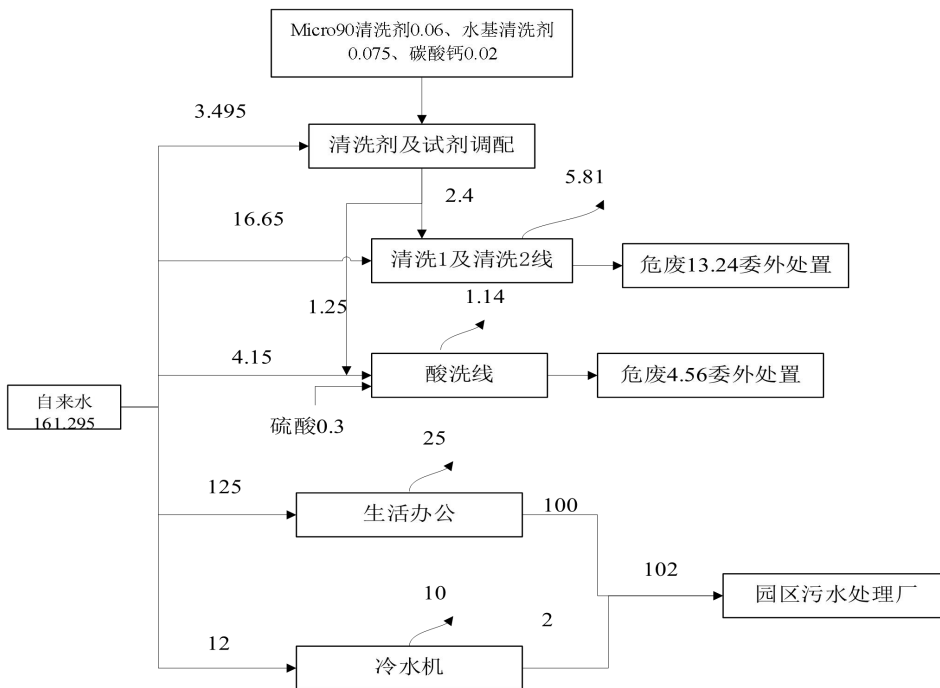 Micro90清洗剂0.06、水基清洗剂
0.075、碳酸钙0.02
3.495
清洗剂及试剂调配
2.4
5.81
16.65
清洗1及清洗2线
危废13.24委外处置
1.25
1.14
4.15
酸洗线
危废4.56委外处置
自来水
161.295
硫酸0.3
25
125
生活办公
100
102
园区污水处理厂
10
2
12
冷水机